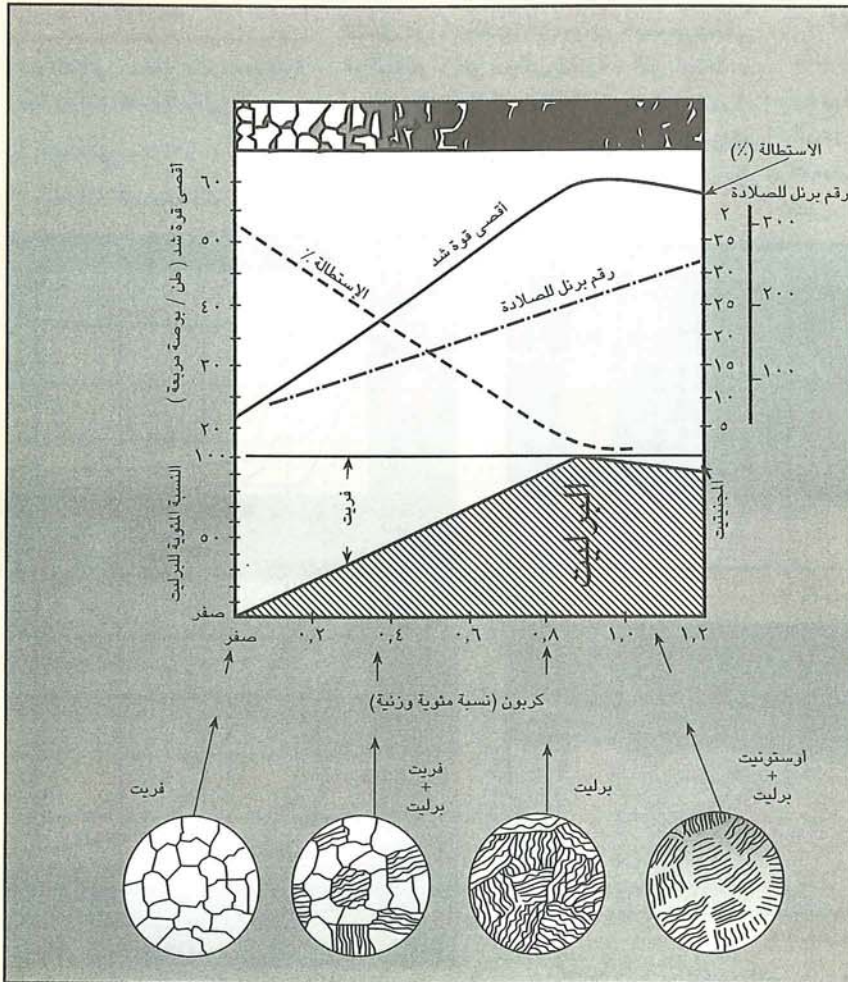 الاستطالة (٪)
رقم برنل للصلادة
أقصى قوة شد ( طن / بوصة مربعة )
٦٠
٥٠
٤٠
٣٠
٢٠
أقصى قوة شد
الإستطالة ٪
رقم برنل للصلادة
٢
٣٥
٣٠
٢٥
٢٠
١٥
١٠
٥
٣٠٠
٢٠٠
١٠٠
النسبة المئوية للبرليت
١٠٠
٥٠
صفر
فريت
البرليت
صفر
٠,٢
٠,٤
٠,٦
٠,٨
١,٠
١,٢
كربون (نسبة مئوية وزنية)
فريت
فريت
+
برليت
برليت
أوستونيت
+
برليت